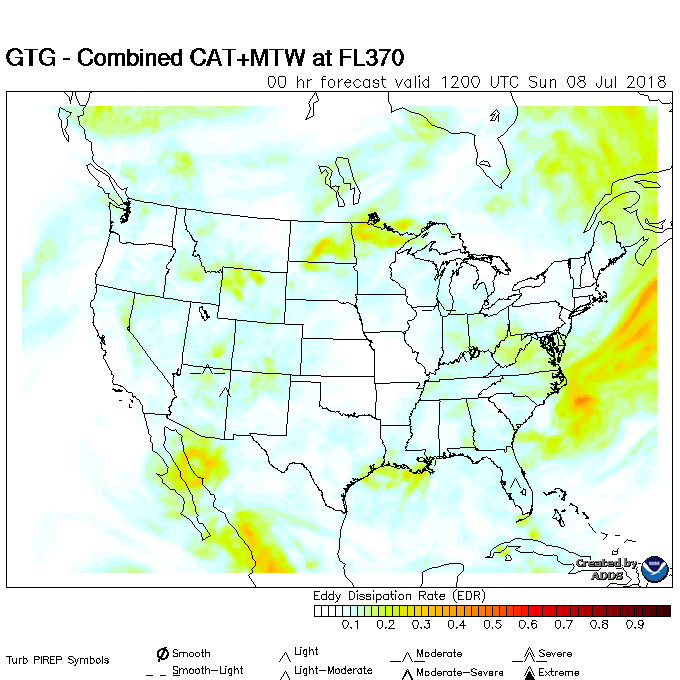 GTG - Combined CAT+MTW at FL370
00 hr forecast valid 1200 UTC Sun 08 Jul 2018
Created by
ADDS
NOAA
Eddy Dissipation Rate (EDR)
0.1 0.2 0.3 0.4 0.5 0.6 0.7 0.8 0.9
Turb PIREP Symbols
Smooth Light Moderate Severe
Smooth-Light Light-Moderate Moderate-Severe Extreme